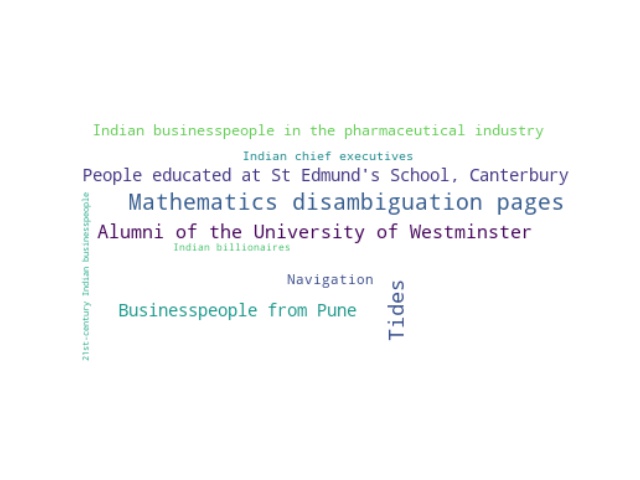 Indian businesspeople in the pharmaceutical industry
Indian chief executives
People educated at St Edmund's School, Canterbury
Mathematics disambiguation pages
Alumni of the University of Westminster
Indian billionaires
21st-century Indian businesspeople
Navigation
Tides
Businesspeople from Pune